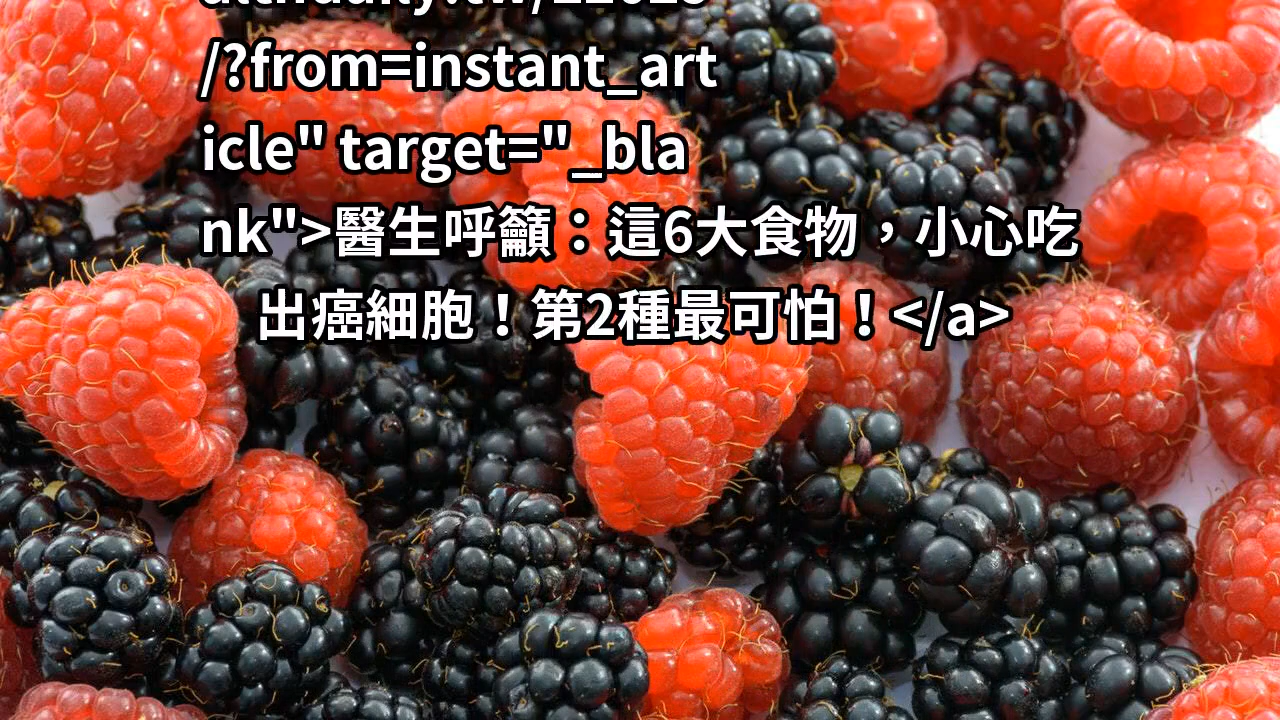 /?from=instant_art
icle" target="_bla
nk">醫生呼籲：這6大食物，小心吃
出癌細胞！第2種最可怕！</a>